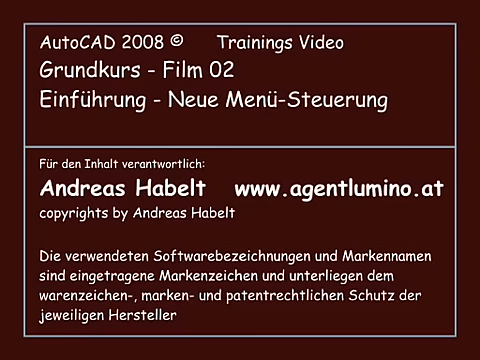 AutoCAD 2008 © Trainings Video
Grundkurs - Film 02
Einführung - Neue Menü-Steuerung
Für den Inhalt verantwortlich:
Andreas Habelt www.agentlumino.at
copyrights by Andreas Habelt
Die verwendeten Softwarebezeichnungen und Markennamen
sind eingetragene Markenzeichen und unterliegen dem
warenzeichen-, marken- und patentrechtlichen Schutz der
jeweiligen Hersteller